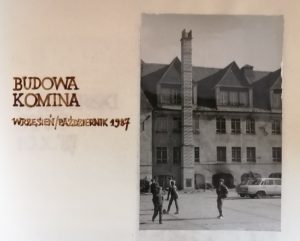 BUDOWA
KOMINA
WRZESIEŃ/PAŹDZIERNIK 1987